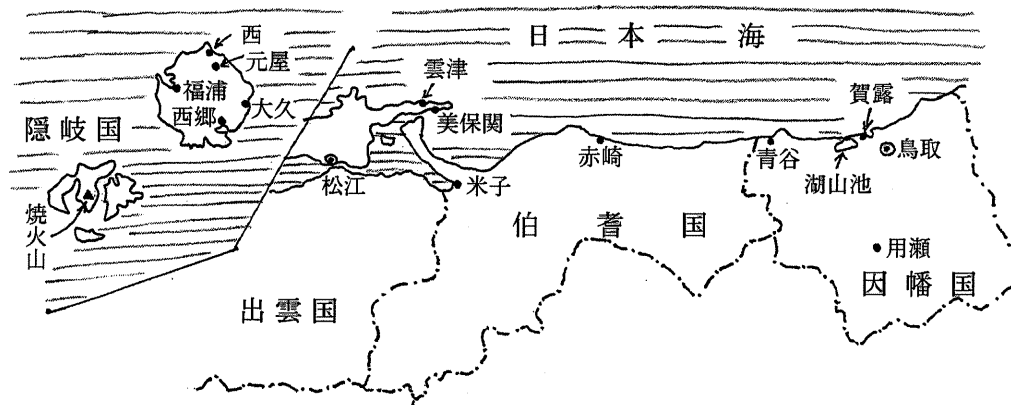 日本海
西
元屋
福浦
西郷
大久
隠岐国
焼火山
雲津
美保関
松江
米子
赤崎
青谷
賀露
鳥取
湖山池
伯耆国
用瀬
因幡国
出雲国